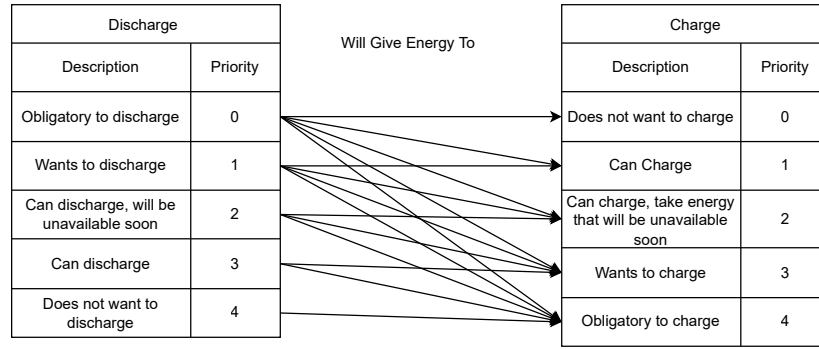 Discharge
Description
Priority
Obligatory to discharge
0
Wants to discharge
1
Can discharge, will be
unavailable soon
2
Can discharge
3
Does not want to
discharge
4
Will Give Energy To
Charge
Description
Priority
Does not want to charge
0
Can Charge
1
Can charge, take energy
that will be unavailable
soon
2
Wants to charge
3
Obligatory to charge
4